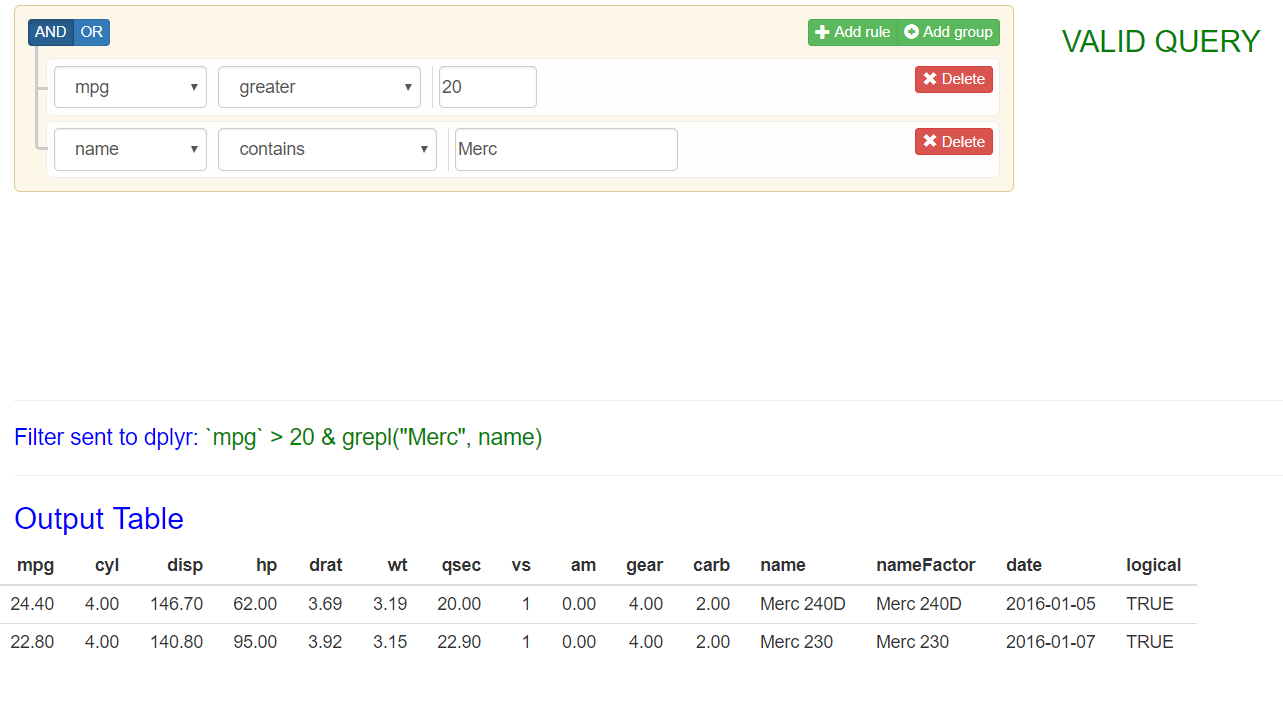 AND OR Add rule Add group
VALID QUERY
mpg greater 20 Delete
name contains Merc Delete
Filter sent to dplyr: `mpg` > 20 & grepl("Merc", name)
Output Table
mpg cyl disp hp drat wt qsec vs am gear carb name nameFactor date logical
24.40 4.00 146.70 62.00 3.69 3.19 20.00 1 0.00 4.00 2.00 Merc 240D Merc 240D 2016-01-05 TRUE
22.80 4.00 140.80 95.00 3.92 3.15 22.90 1 0.00 4.00 2.00 Merc 230 Merc 230 2016-01-07 TRUE